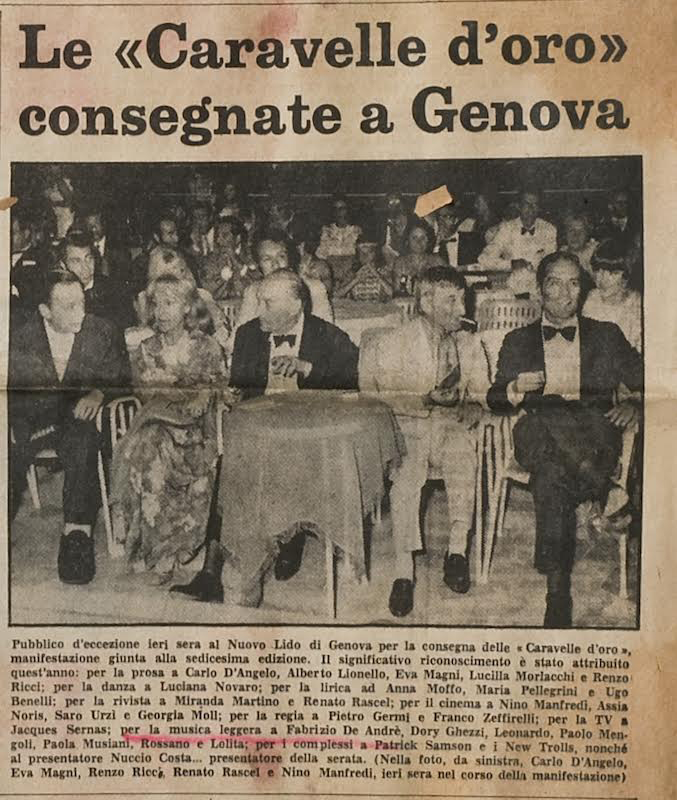 Le «Caravelle d'oro»
consegnate a Genova
Pubblico d'eccezione ieri sera al Nuovo Lido di Genova per la consegna delle « Caravelle d'oro »,
manifestazione giunta alla sedicesima edizione. Il significativo riconoscimento è stato attribuito
quest'anno: per la prosa a Carlo D'Angelo, Alberto Lionello, Eva Magni, Lucilla Morlacchi e Renzo
Ricci; per la danza a Luciana Novaro; per la lirica ad Anna Moffo, Maria Pellegrini e Ugo
Benelli; per la rivista a Miranda Martino e Renato Rascel; per il cinema a Nino Manfredi, Assia
Noris, Saro Urzì e Georgia Moll; per la regia a Pietro Germi e Franco Zeffirelli; per la TV a
Jacques Sernas; per la musica leggera a Fabrizio De Andrè, Dory Ghezzi, Leonardo, Paolo Men-
goli, Paola Musiani, Rossano e Lolita; per i complessi a Patrick Samson e i New Trolls, nonché
al presentatore Nuccio Costa... presentatore della serata. (Nella foto, da sinistra, Carlo D'Angelo,
Eva Magni, Renzo Ricci, Renato Rascel e Nino Manfredi, ieri sera nel corso della manifestazione)